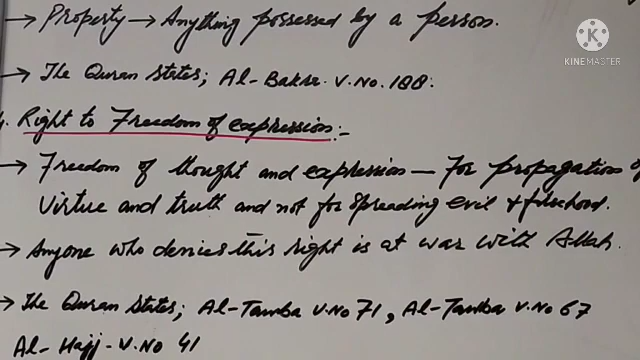 → Property → Anything possessed by a person.
KINEMASTER
→ The Quran states; Al-Bakra. V.No. 188.
Right to Freedom of expression:-
→ Freedom of thought and expression — For propagation of
Virtue and truth and not for spreading evil + falsehood.
→ Anyone who denies this right is at war with Allah.
→ The Quran states; Al-Tawba V.No 71, Al-Tawba V.No 67
Al-Hajj-V.No 41